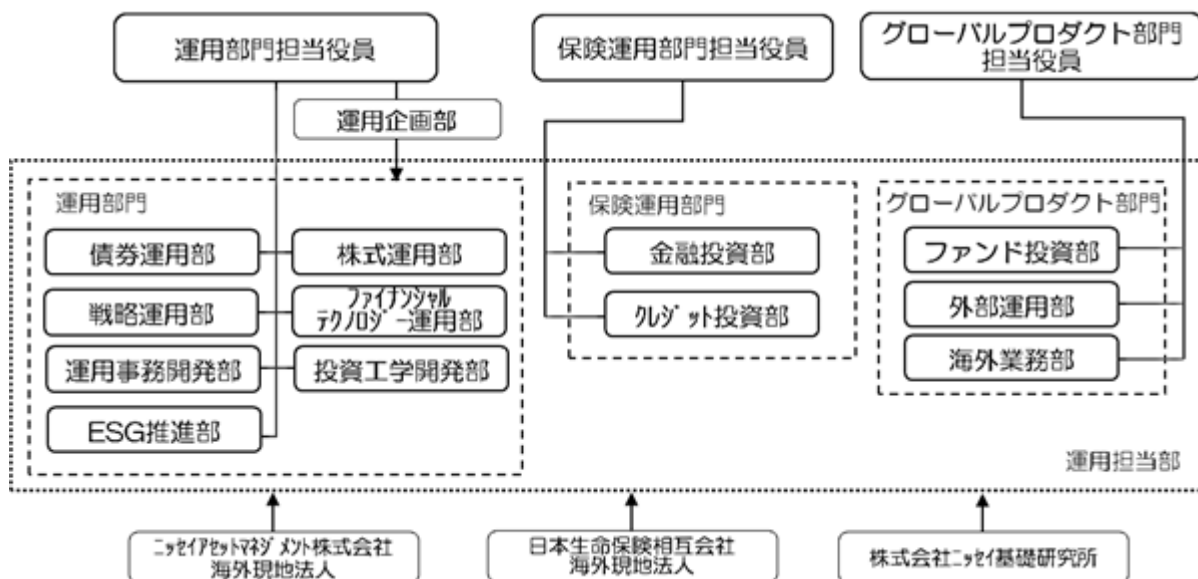 運用部門担当役員
保険運用部門担当役員
グローバルプロダクト部門
担当役員
運用企画部
運用部門
債券運用部
株式運用部
戦略運用部
ファイナンシャル
テクノロジー運用部
運用事務開発部
投資工学開発部
ESG推進部
保険運用部門
金融投資部
クレジット投資部
グローバルプロダクト部門
ファンド投資部
外部運用部
海外業務部
運用担当部
ニッセイアセットマネジメント株式会社
海外現地法人
日本生命保険相互会社
海外現地法人
株式会社ニッセイ基礎研究所